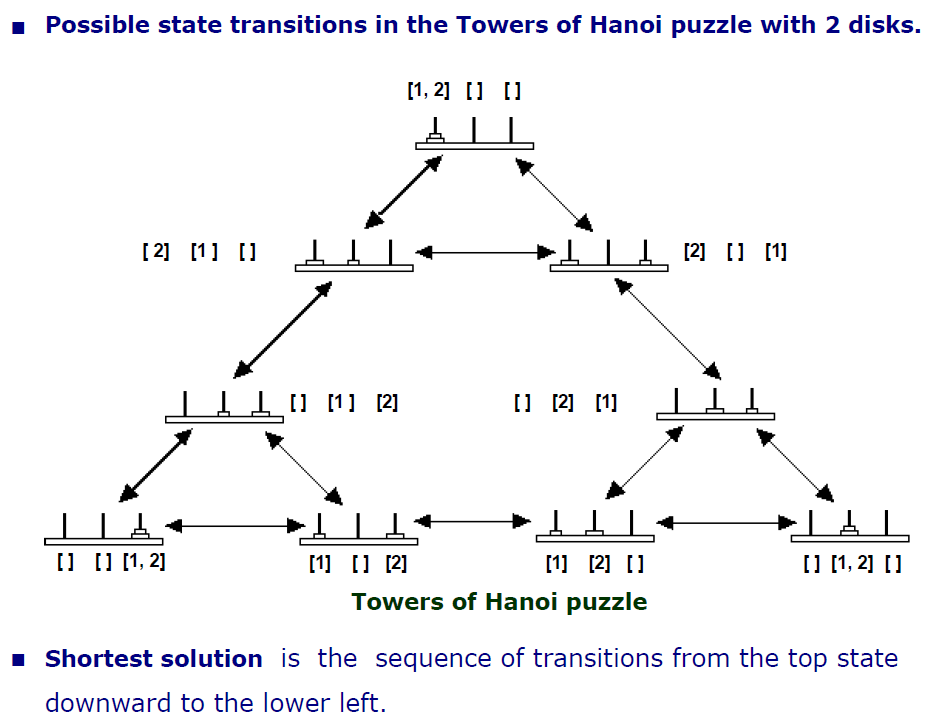 ▪ Possible state transitions in the Towers of Hanoi puzzle with 2 disks.
[1, 2] [ ] [ ]
[ 2] [1 ] [ ] [2] [ ] [1]
[ ] [1 ] [2] [ ] [2] [1]
[ ] [ ] [1, 2] [1] [ ] [2] [1] [2] [ ] [ ] [1, 2] [ ]
Towers of Hanoi puzzle
▪ Shortest solution is the sequence of transitions from the top state
downward to the lower left.